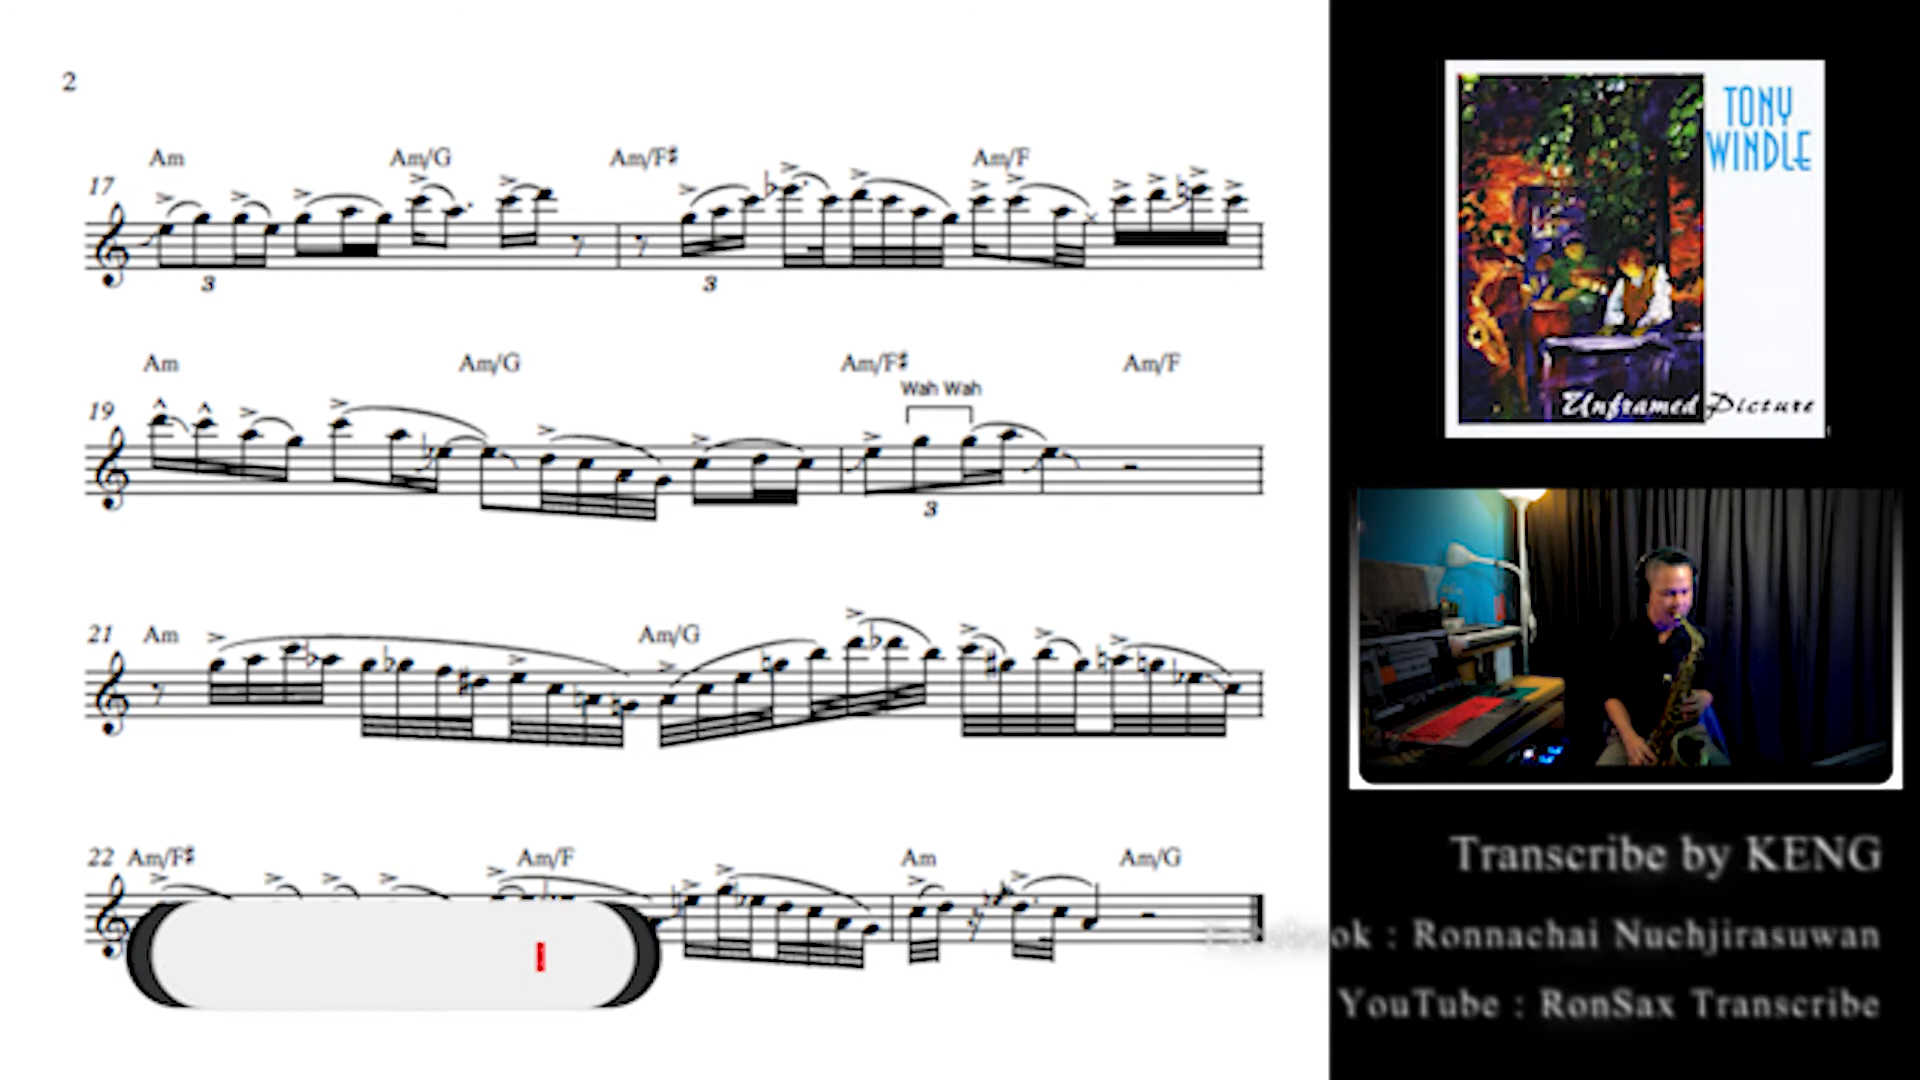 2
Am Am/G Am/F♯ Am/F
17
3 3
Am Am/G Am/F♯ Am/F
Wah Wah
19
3
21 Am Am/G
22 Am/F♯ Am/F Am Am/G
TONY
WINDLE
Unframed Picture
Transcribe by KENG
: Ronnachai Nuchjirasuwan
YouTube : RonSax Transcribe